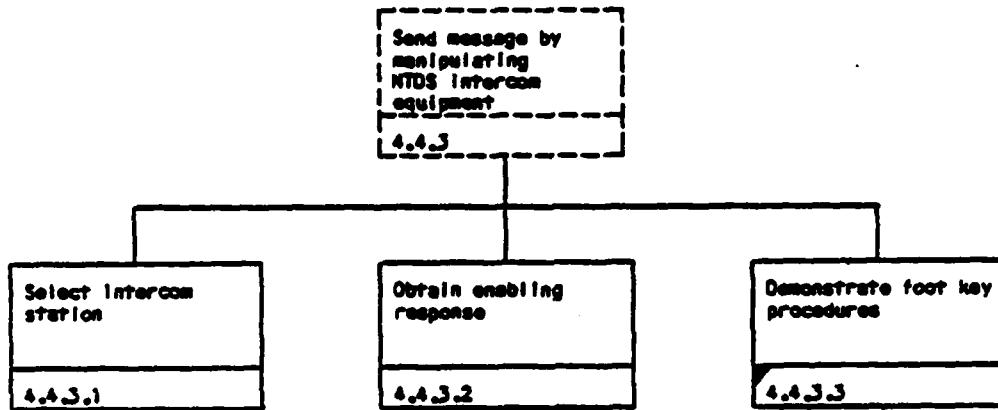 Send message by
manipulating
NTDS intercom
equipment
4.4.3
Select intercom
station
4.4.3.1
Obtain enabling
response
4.4.3.2
Demonstrate foot key
procedures
4.4.3.3